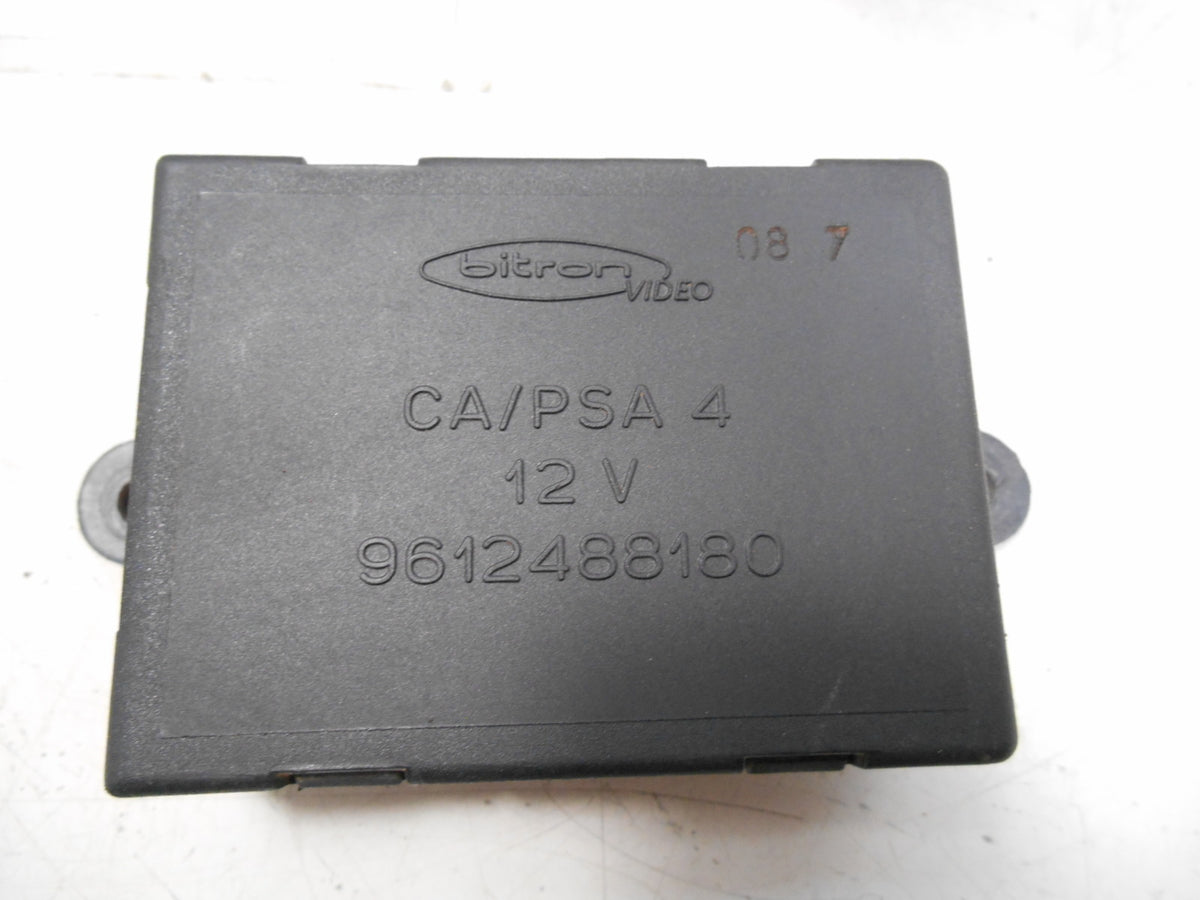 bitron VIDEO
08 7
CA/PSA 4
12 V
9612488180